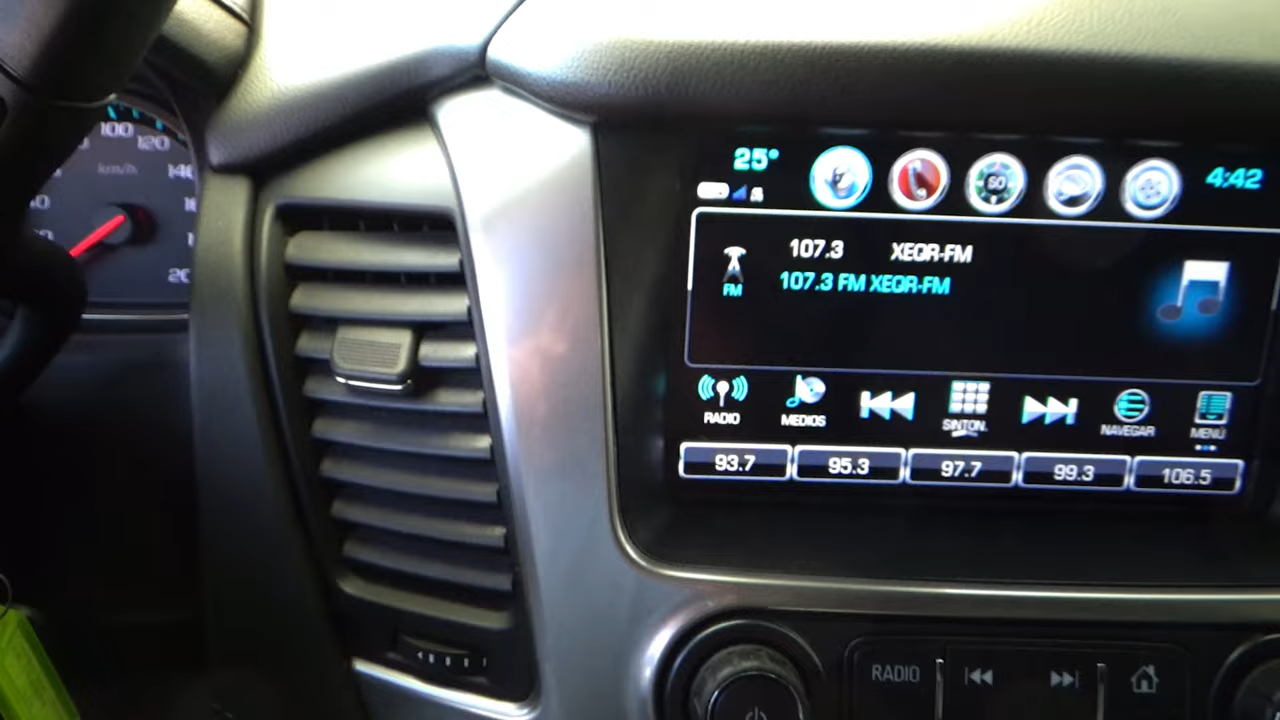 100
120
140
km/h
25°
4:42
107.3 XEQR-FM
107.3 FM XEQR-FM
FM
RADIO
MEDIOS
SINTON.
NAVEGAR
MENÚ
93.7
95.3
97.7
99.3
106.5
RADIO